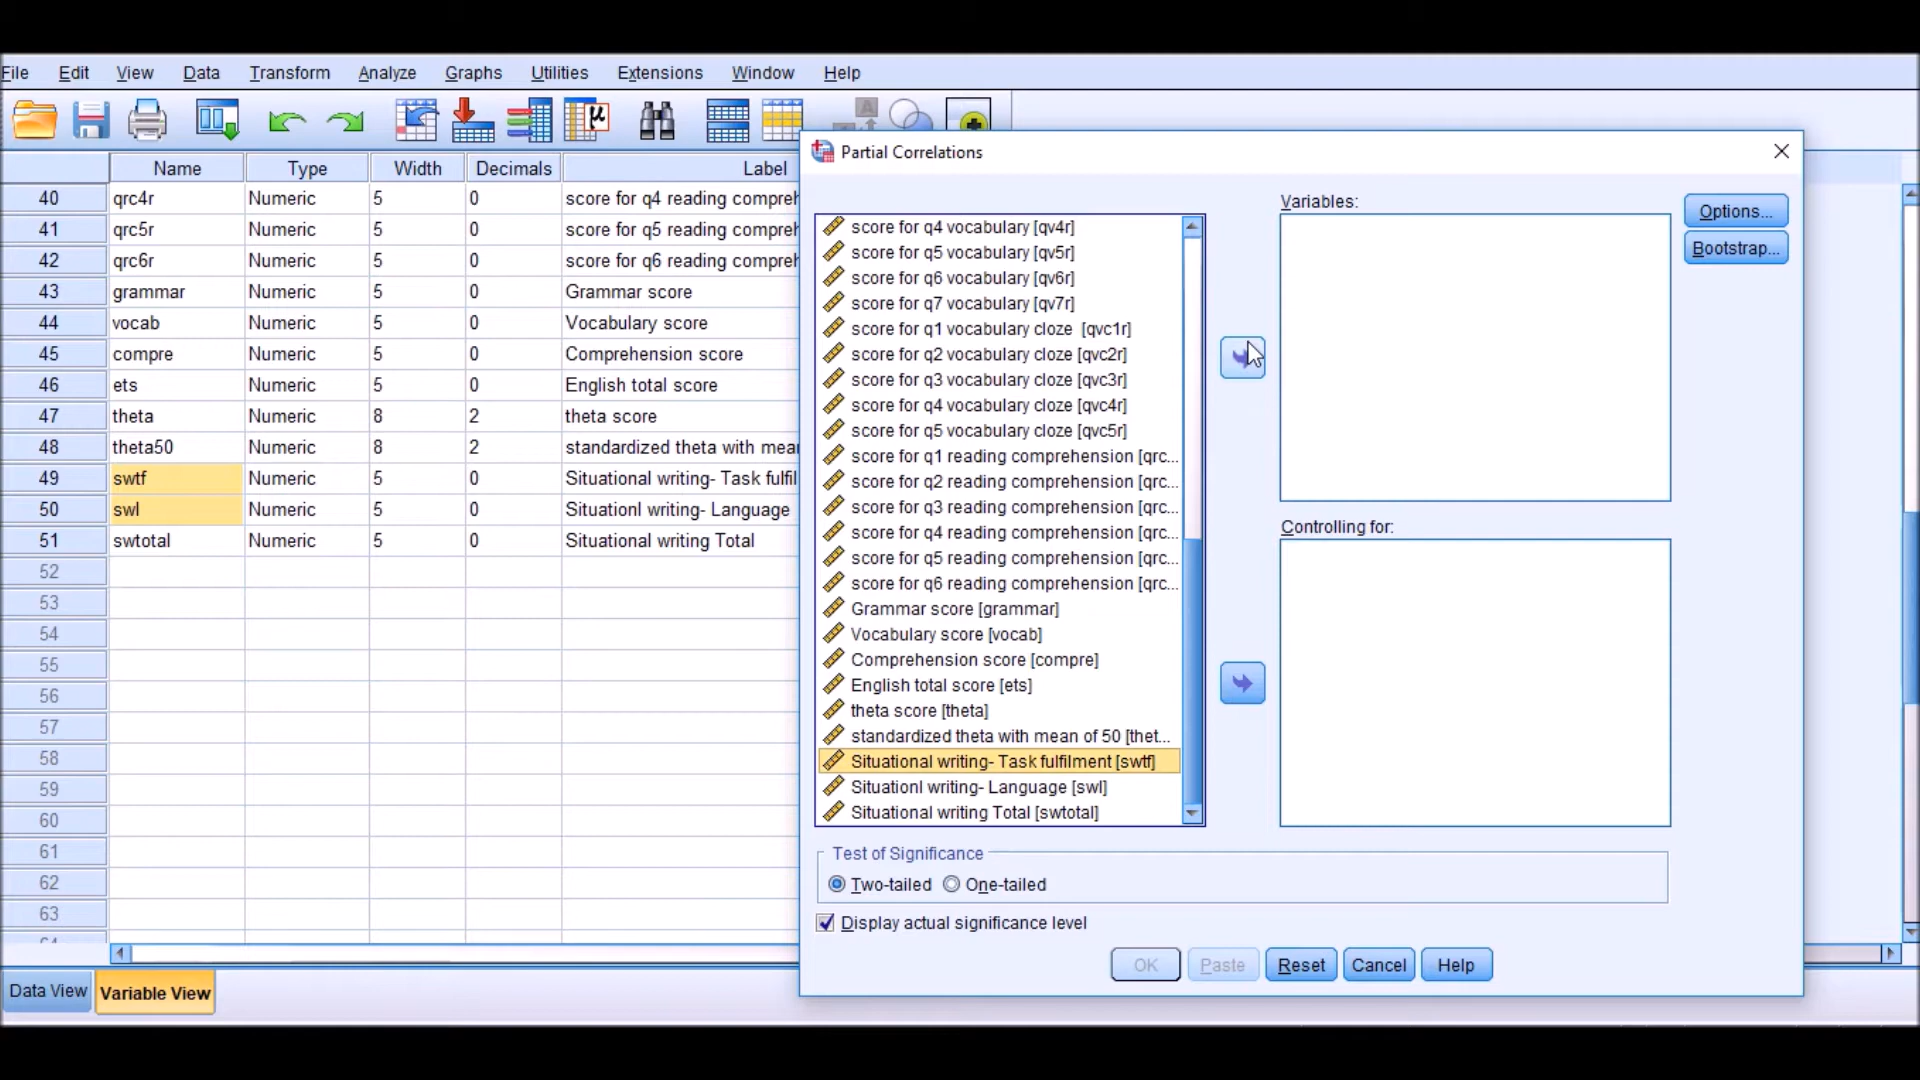 File Edit View Data Transform Analyze Graphs Utilities Extensions Window Help
Name Type Width Decimals Label
40 qrc4r Numeric 5 0 score for q4 reading compreh
41 qrc5r Numeric 5 0 score for q5 reading compreh
42 qrc6r Numeric 5 0 score for q6 reading compreh
43 grammar Numeric 5 0 Grammar score
44 vocab Numeric 5 0 Vocabulary score
45 compre Numeric 5 0 Comprehension score
46 ets Numeric 5 0 English total score
47 theta Numeric 8 2 theta score
48 theta50 Numeric 8 2 standardized theta with mean
49 swtf Numeric 5 0 Situational writing- Task fulfil
50 swl Numeric 5 0 Situationl writing- Language
51 swtotal Numeric 5 0 Situational writing Total
52
53
54
55
56
57
58
59
60
61
62
63
64
Data View Variable View
Partial Correlations
score for q4 vocabulary [qv4r]
score for q5 vocabulary [qv5r]
score for q6 vocabulary [qv6r]
score for q7 vocabulary [qv7r]
score for q1 vocabulary cloze [qvc1r]
score for q2 vocabulary cloze [qvc2r]
score for q3 vocabulary cloze [qvc3r]
score for q4 vocabulary cloze [qvc4r]
score for q5 vocabulary cloze [qvc5r]
score for q1 reading comprehension [qrc...
score for q2 reading comprehension [qrc...
score for q3 reading comprehension [qrc...
score for q4 reading comprehension [qrc...
score for q5 reading comprehension [qrc...
score for q6 reading comprehension [qrc...
Grammar score [grammar]
Vocabulary score [vocab]
Comprehension score [compre]
English total score [ets]
theta score [theta]
standardized theta with mean of 50 [thet...
Situational writing- Task fulfilment [swtf]
Situationl writing- Language [swl]
Situational writing Total [swtotal]
Variables:
Controlling for:
Options...
Bootstrap...
Test of Significance
Two-tailed One-tailed
Display actual significance level
OK Paste Reset Cancel Help